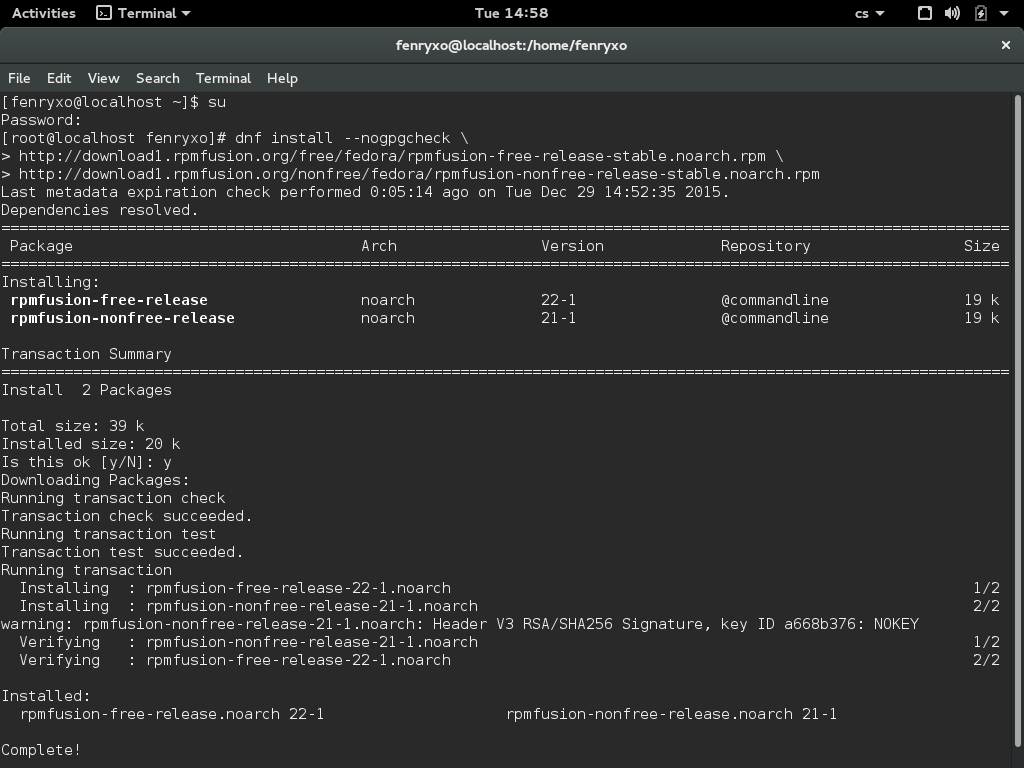 Activities Terminal Tue 14:58 cs
fenryxo@localhost:/home/fenryxo ×
File Edit View Search Terminal Help
[fenryxo@localhost ~]$ su
Password:
[root@localhost fenryxo]# dnf install --nogpgcheck \
> http://download1.rpmfusion.org/free/fedora/rpmfusion-free-release-stable.noarch.rpm \
> http://download1.rpmfusion.org/nonfree/fedora/rpmfusion-nonfree-release-stable.noarch.rpm
Last metadata expiration check performed 0:05:14 ago on Tue Dec 29 14:52:35 2015.
Dependencies resolved.
================================================================================================================
Package Arch Version Repository Size
================================================================================================================
Installing:
rpmfusion-free-release noarch 22-1 @commandline 19 k
rpmfusion-nonfree-release noarch 21-1 @commandline 19 k
Transaction Summary
================================================================================================================
Install  2 Packages
Total size: 39 k
Installed size: 20 k
Is this ok [y/N]: y
Downloading Packages:
Running transaction check
Transaction check succeeded.
Running transaction test
Transaction test succeeded.
Running transaction
Installing : rpmfusion-free-release-22-1.noarch 1/2
Installing : rpmfusion-nonfree-release-21-1.noarch 2/2
warning: rpmfusion-nonfree-release-21-1.noarch: Header V3 RSA/SHA256 Signature, key ID a668b376: NOKEY
Verifying : rpmfusion-nonfree-release-21-1.noarch 1/2
Verifying : rpmfusion-free-release-22-1.noarch 2/2
Installed:
rpmfusion-free-release.noarch 22-1 rpmfusion-nonfree-release.noarch 21-1
Complete!